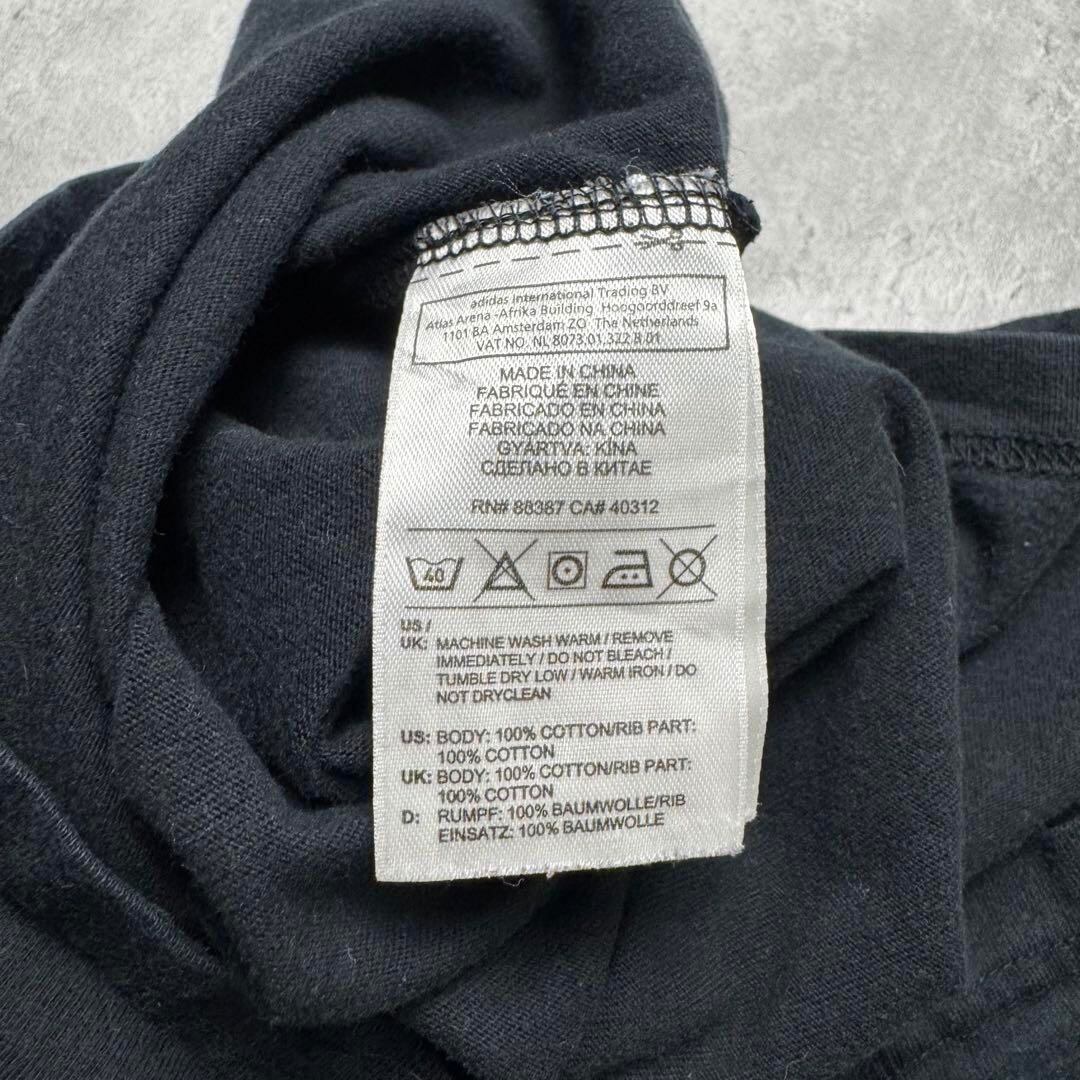 adidas International Trading BV
Atlas Arena -Afrika Building Hoogoorddreef 9a
1101 BA Amsterdam ZO The Netherlands
VAT NO. NL 8073.01.322.B.01
MADE IN CHINA
FABRIQUÉ EN CHINE
FABRICADO EN CHINA
FABRICADO NA CHINA
GYÁRTVA: KÍNA
СДЕЛАНО В КИТАЕ
RN# 88387 CA# 40312
40
US /
UK: MACHINE WASH WARM / REMOVE
IMMEDIATELY / DO NOT BLEACH /
TUMBLE DRY LOW / WARM IRON / DO
NOT DRYCLEAN
US: BODY: 100% COTTON/RIB PART:
100% COTTON
UK: BODY: 100% COTTON/RIB PART:
100% COTTON
D: RUMPF: 100% BAUMWOLLE/RIB
EINSATZ: 100% BAUMWOLLE